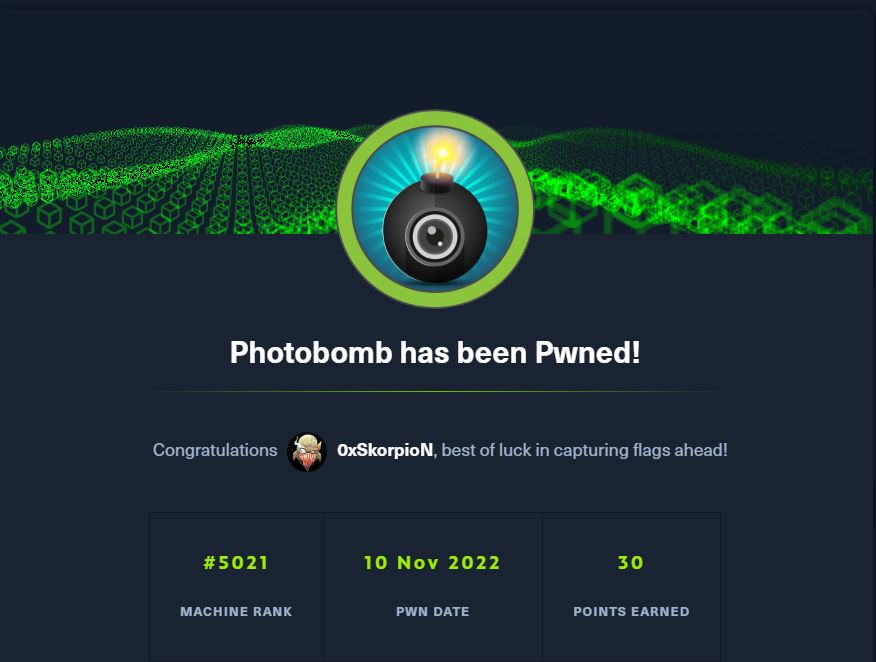 Photobomb has been Pwned!
Congratulations 0xSkorpioN, best of luck in capturing flags ahead!
#5021 10 Nov 2022 30
MACHINE RANK PWN DATE POINTS EARNED